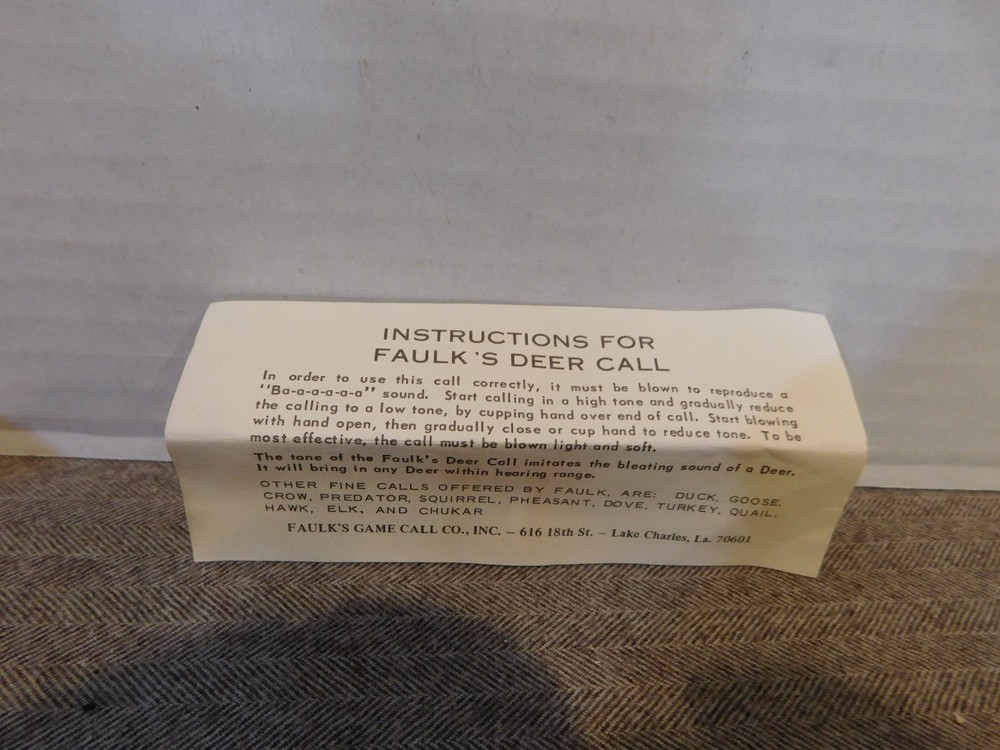 INSTRUCTIONS FOR
FAULK'S DEER CALL
In order to use this call correctly, it must be blown to reproduce a
"Ba-a-a-a-a-a" sound. Start calling in a high tone and gradually reduce
the calling to a low tone, by cupping hand over end of call. Start blowing
with hand open, then gradually close or cup hand to reduce tone. To be
most effective, the call must be blown light and soft.
The tone of the Faulk's Deer Call imitates the bleating sound of a Deer.
It will bring in any Deer within hearing range.
OTHER FINE CALLS OFFERED BY FAULK, ARE: DUCK, GOOSE,
CROW, PREDATOR, SQUIRREL, PHEASANT, DOVE, TURKEY, QUAIL,
HAWK, ELK, AND CHUKAR
FAULK'S GAME CALL CO., INC. – 616 18th St. – Lake Charles, La. 70601